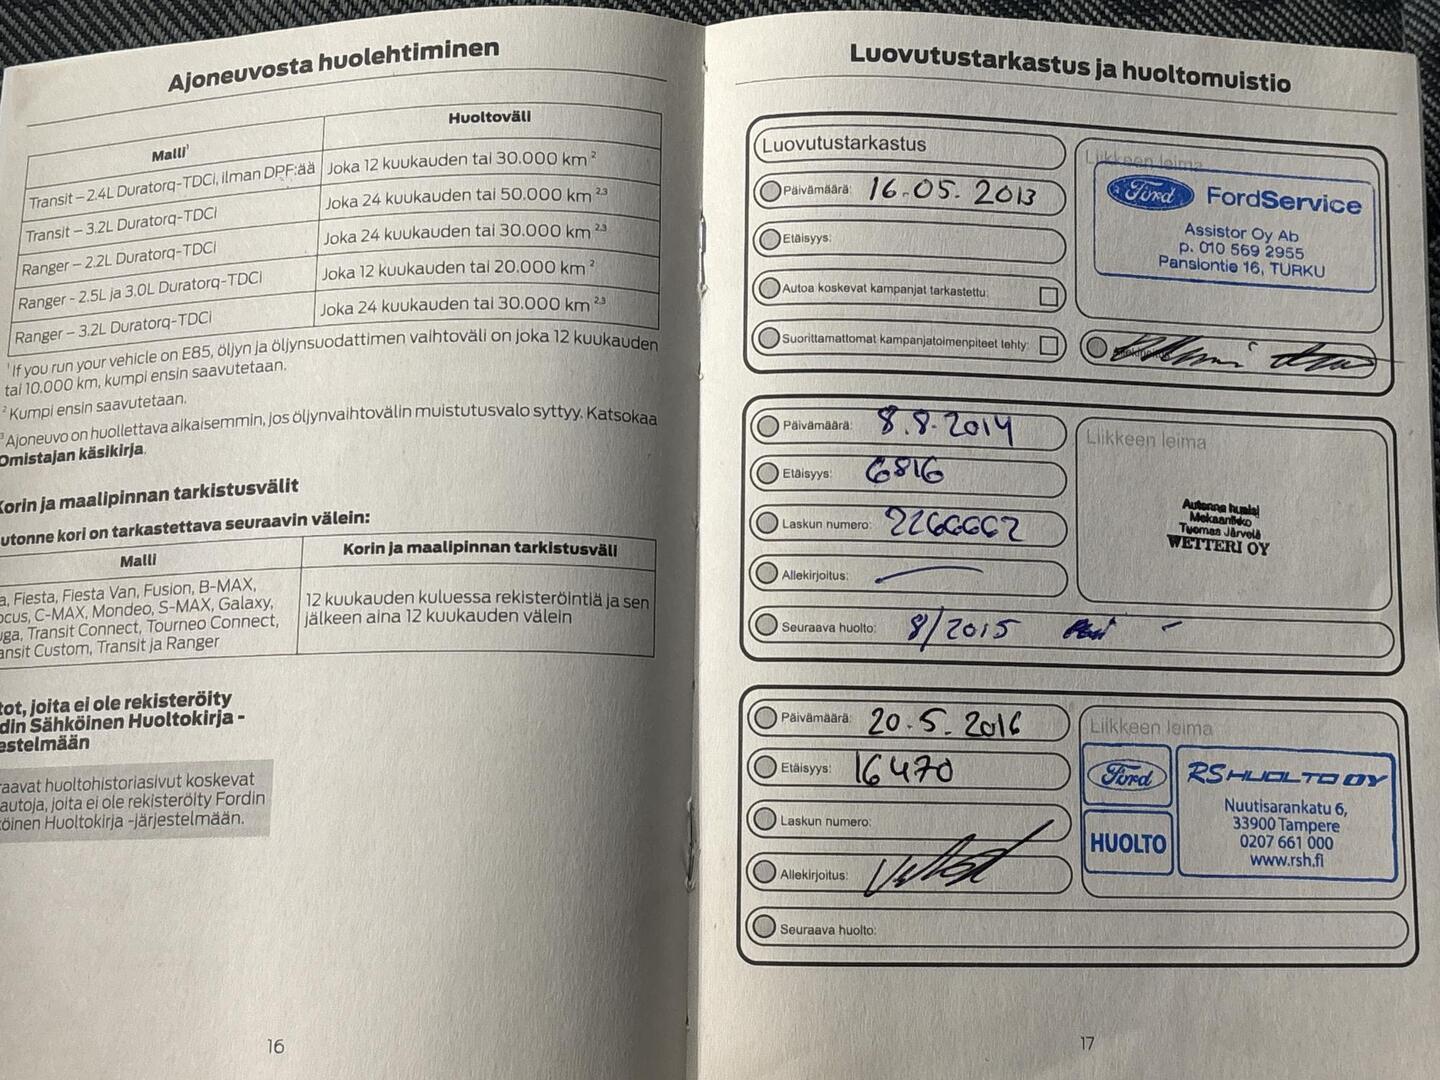 Ajoneuvosta huolehtiminen
Malli¹ Huoltoväli
Transit – 2.4L Duratorq-TDCi, ilman DPF:ää Joka 12 kuukauden tai 30.000 km ²
Transit – 3.2L Duratorq-TDCi Joka 24 kuukauden tai 50.000 km ²,³
Ranger – 2.2L Duratorq-TDCi Joka 24 kuukauden tai 30.000 km ²,³
Ranger - 2.5L ja 3.0L Duratorq-TDCi Joka 12 kuukauden tai 20.000 km ²
Ranger – 3.2L Duratorq-TDCi Joka 24 kuukauden tai 30.000 km ²,³
¹ If you run your vehicle on E85, öljyn ja öljynsuodattimen vaihtoväli on joka 12 kuukauden
tai 10.000 km, kumpi ensin saavutetaan.
² Kumpi ensin saavutetaan.
³ Ajoneuvo on huollettava aikaisemmin, jos öljynvaihtovälin muistutusvalo syttyy. Katsokaa
Omistajan käsikirja.
Korin ja maalipinnan tarkistusvälit
utonne kori on tarkastettava seuraavin välein:
Malli Korin ja maalipinnan tarkistusväli
a, Fiesta, Fiesta Van, Fusion, B-MAX,
ocus, C-MAX, Mondeo, S-MAX, Galaxy,
uga, Transit Connect, Tourneo Connect,
ansit Custom, Transit ja Ranger
12 kuukauden kuluessa rekisteröintiä ja sen
jälkeen aina 12 kuukauden välein
tot, joita ei ole rekisteröity
din Sähköinen Huoltokirja -
estelmään
raavat huoltohistoriasivut koskevat
autoja, joita ei ole rekisteröity Fordin
öinen Huoltokirja -järjestelmään.
16
Luovutustarkastus ja huoltomuistio
Luovutustarkastus
Päivämäärä: 16.05.2013
Etäisyys:
Autoa koskevat kampanjat tarkastettu:
Suorittamattomat kampanjatoimenpiteet tehty:
Liikkeen leima
Ford FordService
Assistor Oy Ab
p. 010 569 2955
Pansiontie 16, TURKU
Päivämäärä: 8.8.2014
Etäisyys: 6816
Laskun numero: 2266662
Allekirjoitus:
Seuraava huolto: 8/2015
Liikkeen leima
Autonne huolsi
Mekaanikko
Tuomas Järvelä
WETTERI OY
Päivämäärä: 20.5.2016
Etäisyys: 16470
Laskun numero:
Allekirjoitus:
Seuraava huolto:
Liikkeen leima
Ford
HUOLTO
RS HUOLTO OY
Nuutisarankatu 6,
33900 Tampere
0207 661 000
www.rsh.fi
17